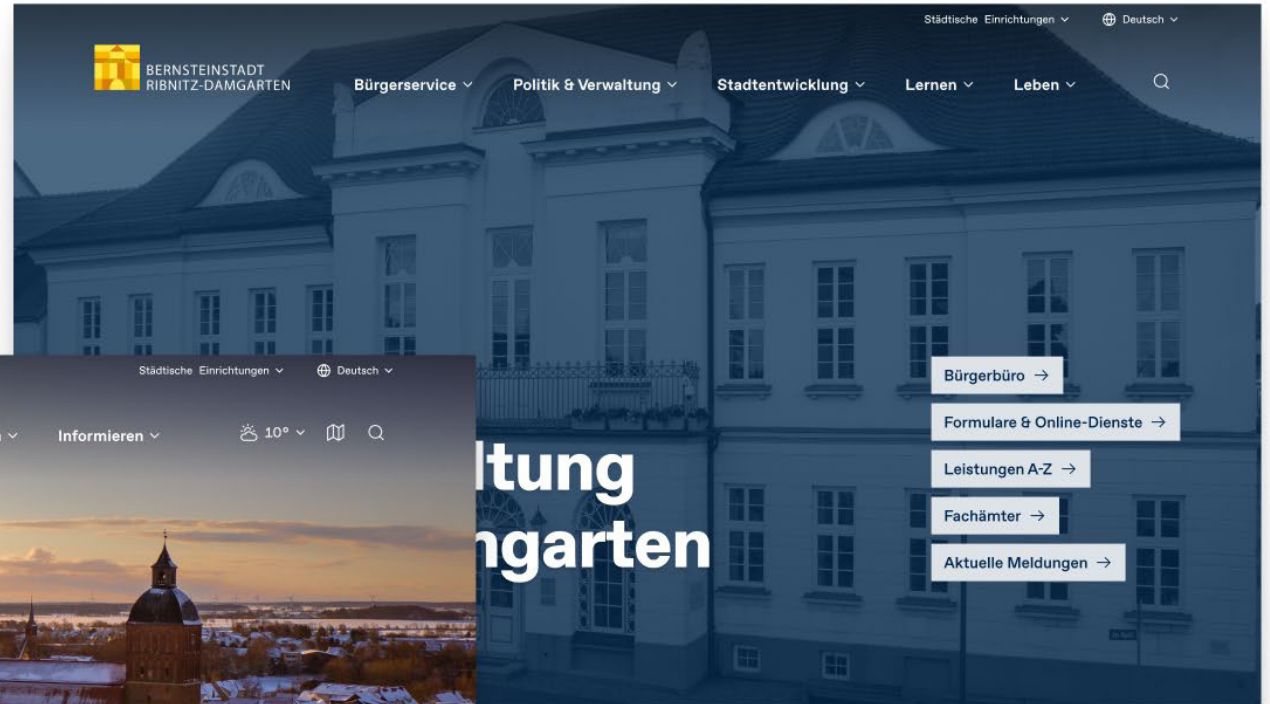 Städtische Einrichtungen
Deutsch
BERNSTEINSTADT
RIBNITZ-DAMGARTEN
Bürgerservice
Politik & Verwaltung
Stadtentwicklung
Lernen
Leben
Bürgerbüro →
Formulare & Online-Dienste →
Leistungen A-Z →
Fachämter →
Aktuelle Meldungen →
ltung
ngarten
Städtische Einrichtungen
Deutsch
Informieren
10°